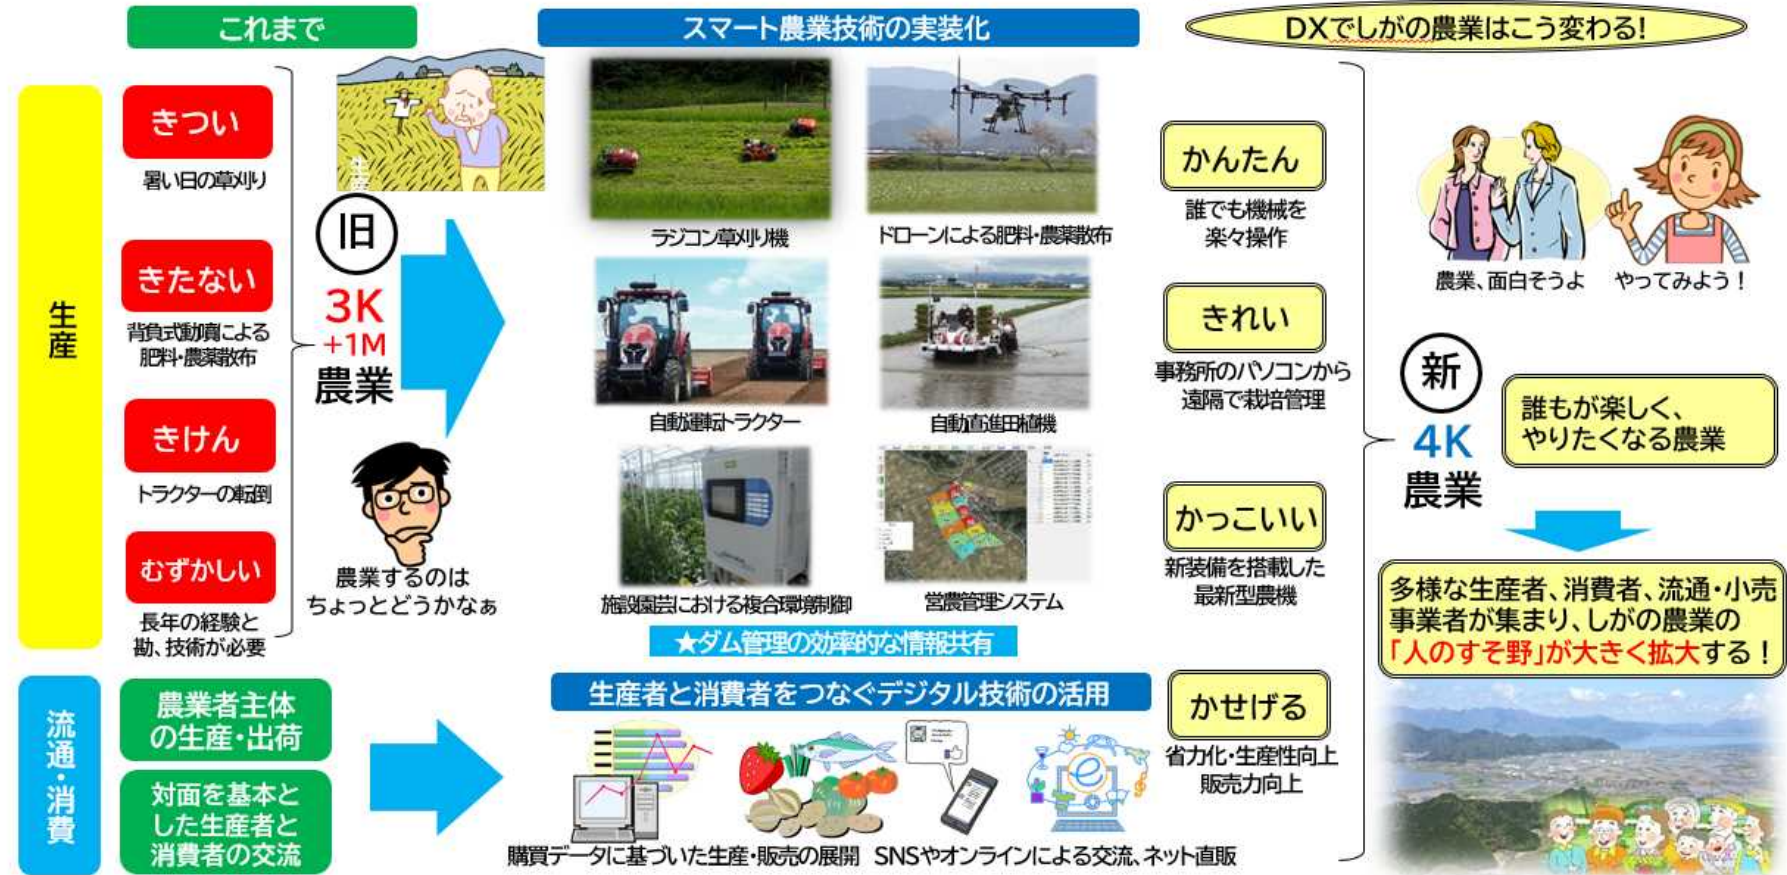 これまで
スマート農業技術の実装化
DXでしがの農業はこう変わる!
生産
きつい
暑い日の草刈り
きたない
背負式動噴による
肥料・農薬散布
きけん
トラクターの転倒
むずかしい
長年の経験と
勘、技術が必要
生産
旧
3K
+1M
農業
農業するのは
ちょっとどうかなぁ
ラジコン草刈り機
ドローンによる肥料・農薬散布
自動運転トラクター
自動直進田植機
施設園芸における複合環境制御
営農管理システム
★ダム管理の効率的な情報共有
かんたん
誰でも機械を
楽々操作
きれい
事務所のパソコンから
遠隔で栽培管理
かっこいい
新装備を搭載した
最新型農機
農業、面白そうよ
やってみよう!
新
4K
農業
誰もが楽しく、
やりたくなる農業
多様な生産者、消費者、流通・小売
事業者が集まり、しがの農業の
「人のすそ野」が大きく拡大する!
流通・消費
農業者主体
の生産・出荷
対面を基本と
した生産者と
消費者の交流
生産者と消費者をつなぐデジタル技術の活用
購買データに基づいた生産・販売の展開
SNSやオンラインによる交流、ネット直販
かせげる
省力化・生産性向上
販売力向上